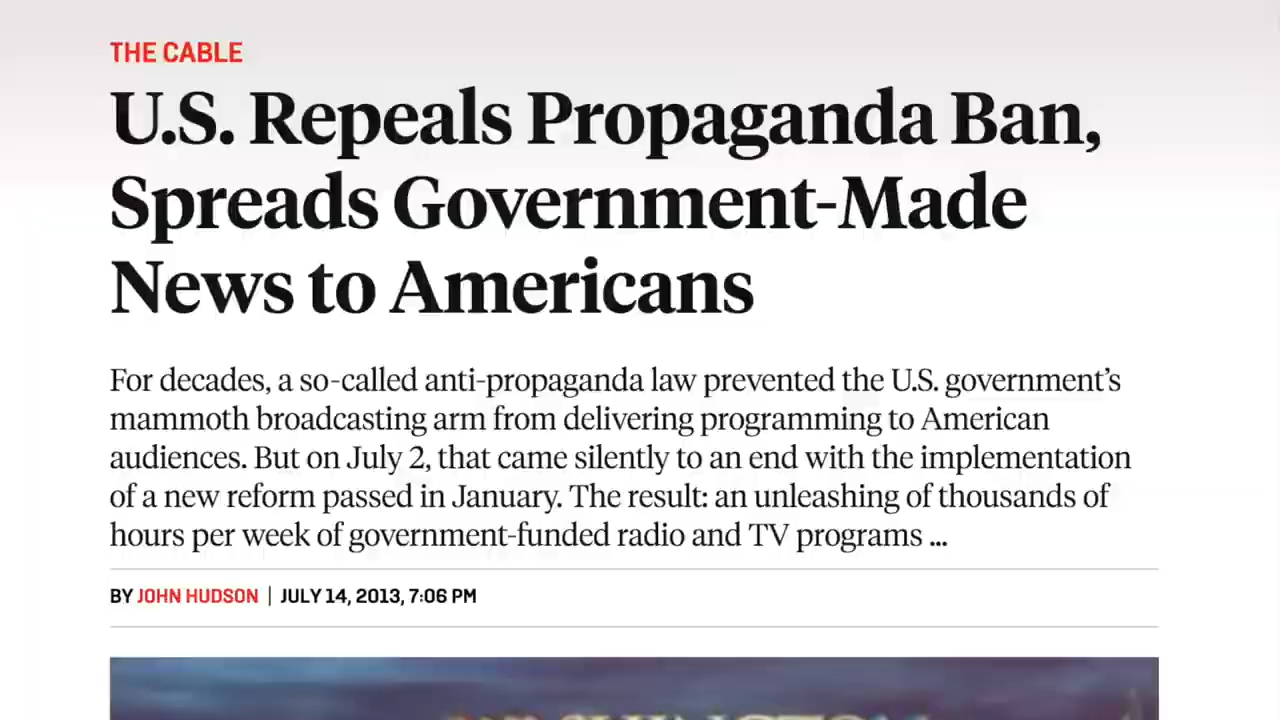 THE CABLE
U.S. Repeals Propaganda Ban,
Spreads Government-Made
News to Americans
For decades, a so-called anti-propaganda law prevented the U.S. government’s
mammoth broadcasting arm from delivering programming to American
audiences. But on July 2, that came silently to an end with the implementation
of a new reform passed in January. The result: an unleashing of thousands of
hours per week of government-funded radio and TV programs ...
BY JOHN HUDSON | JULY 14, 2013, 7:06 PM